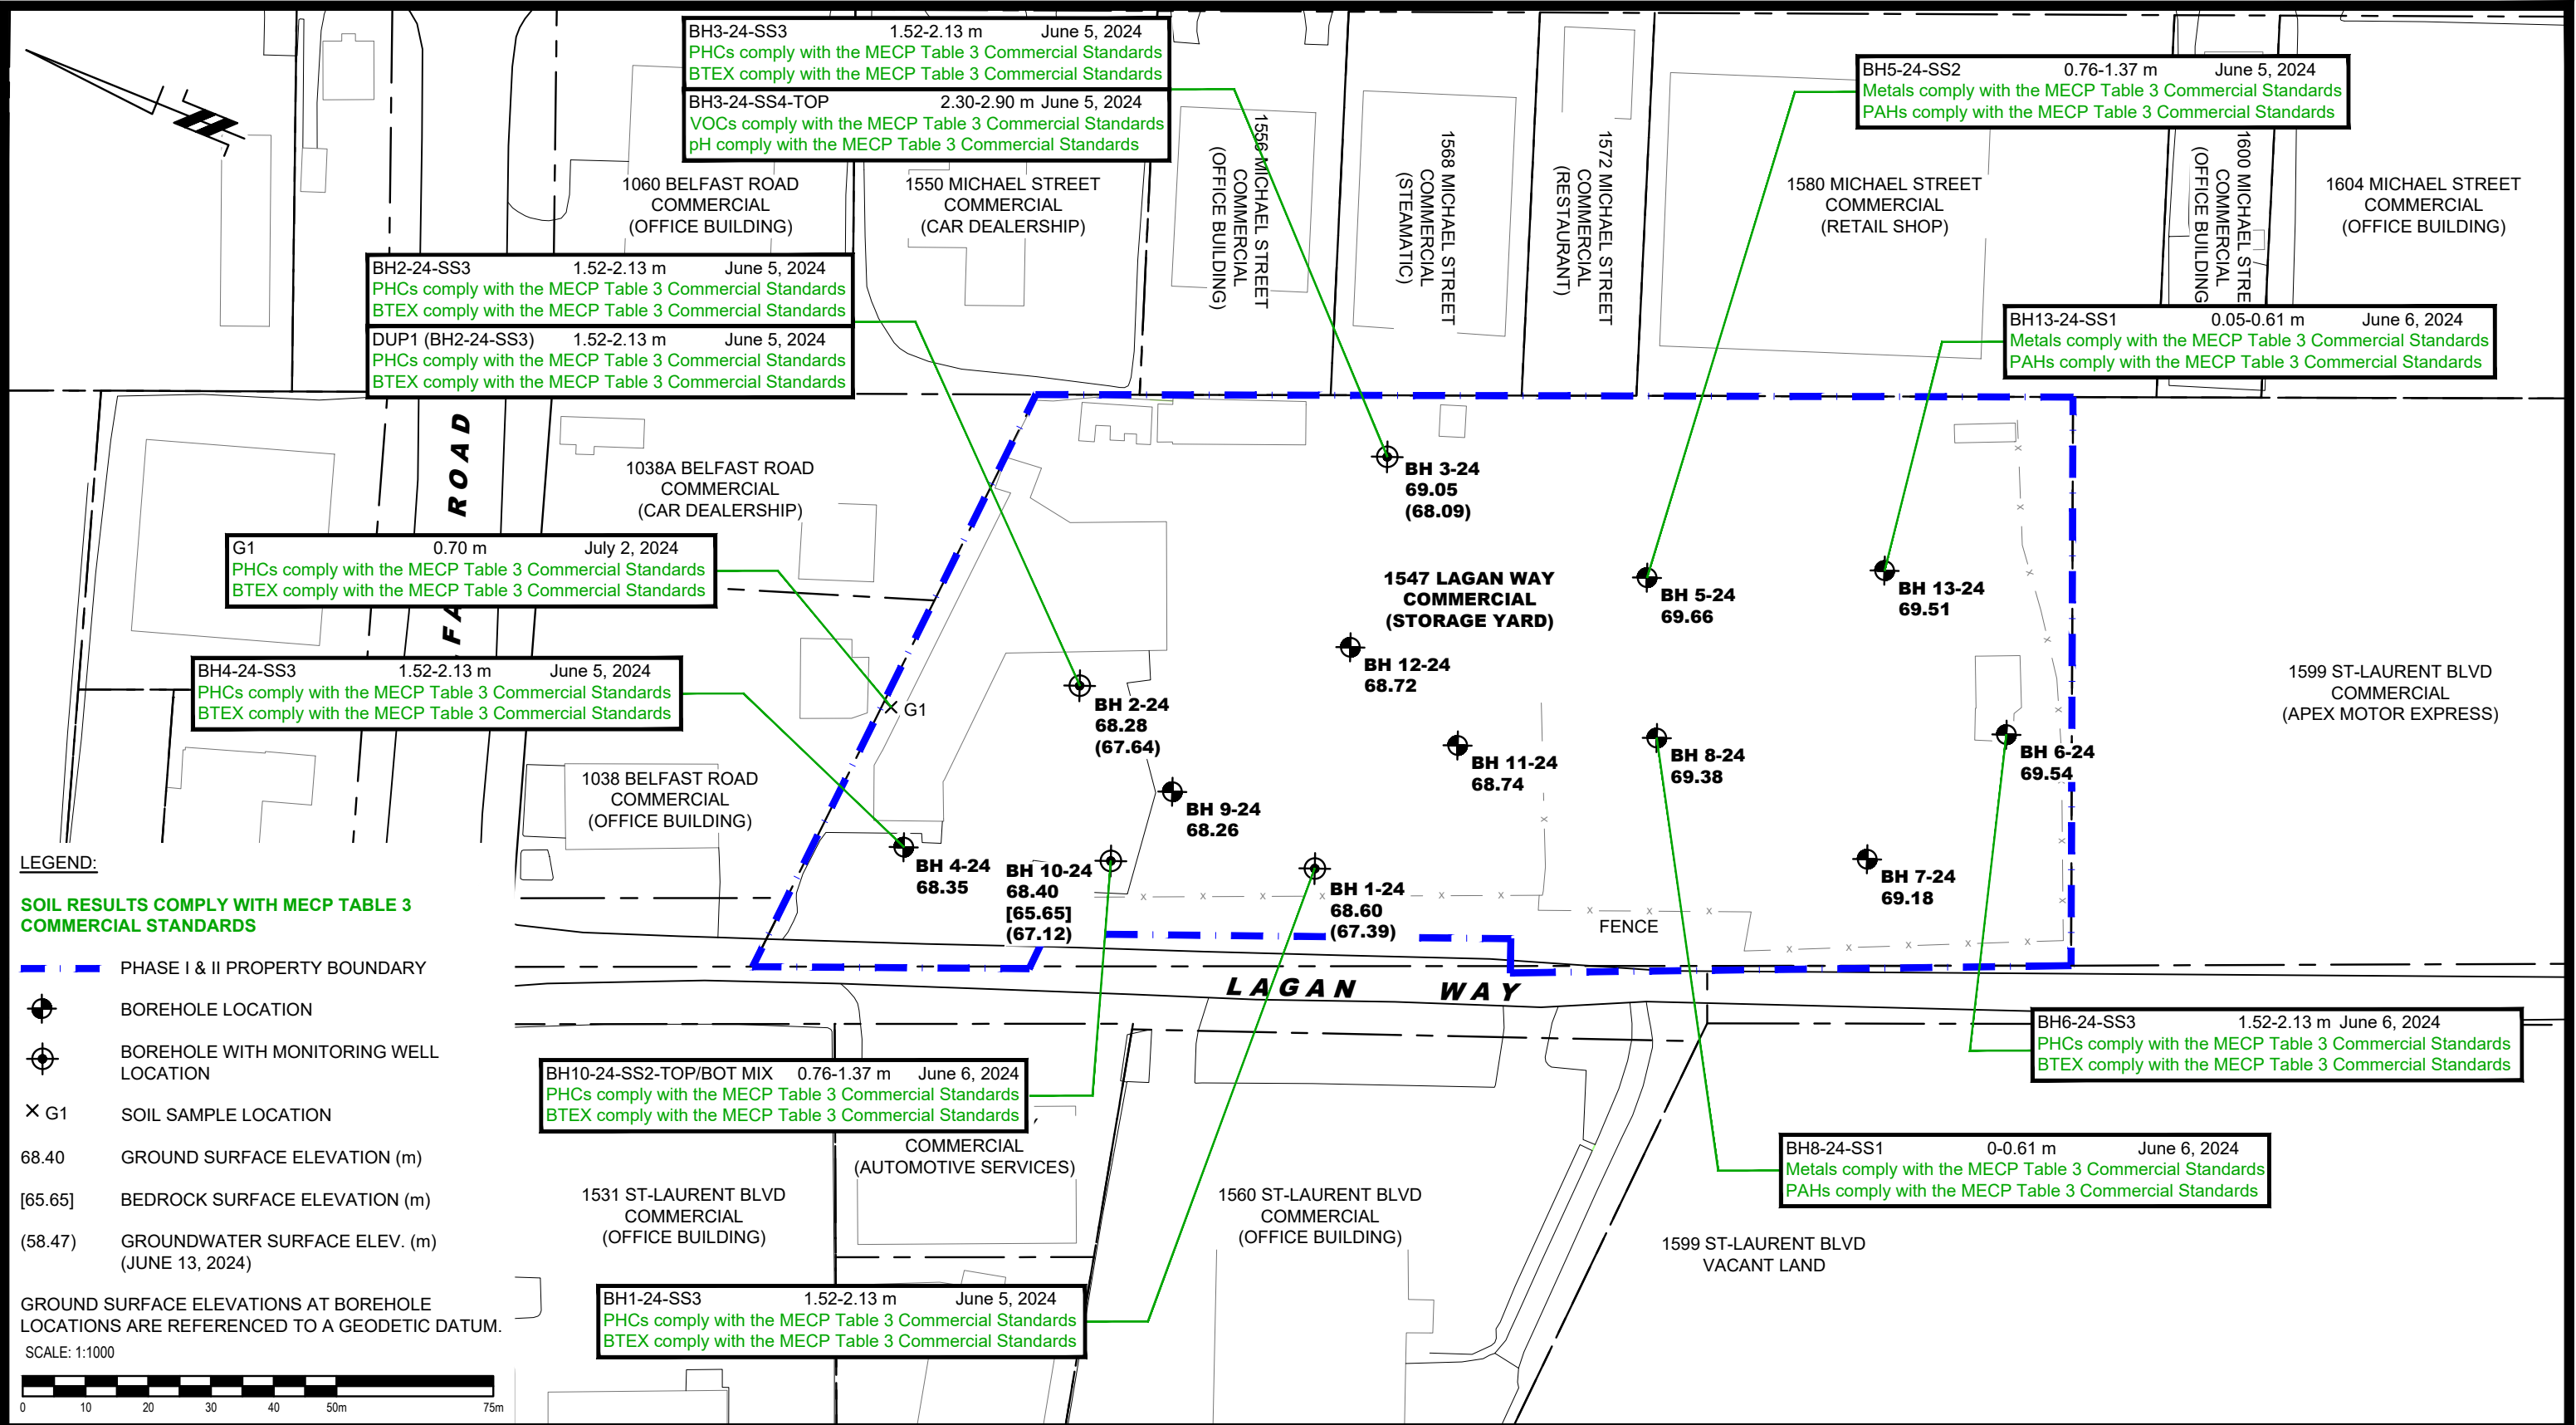 BH3-24-SS3 1.52-2.13 m June 5, 2024
PHCs comply with the MECP Table 3 Commercial Standards
BTEX comply with the MECP Table 3 Commercial Standards
BH3-24-SS4-TOP 2.30-2.90 m June 5, 2024
VOCs comply with the MECP Table 3 Commercial Standards
pH comply with the MECP Table 3 Commercial Standards
BH5-24-SS2 0.76-1.37 m June 5, 2024
Metals comply with the MECP Table 3 Commercial Standards
PAHs comply with the MECP Table 3 Commercial Standards
1060 BELFAST ROAD
COMMERCIAL
(OFFICE BUILDING)
1550 MICHAEL STREET
COMMERCIAL
(CAR DEALERSHIP)
1556 MICHAEL STREET
COMMERCIAL
(OFFICE BUILDING)
1568 MICHAEL STREET
COMMERCIAL
(STEAMATIC)
1572 MICHAEL STREET
COMMERCIAL
(RESTAURANT)
1580 MICHAEL STREET
COMMERCIAL
(RETAIL SHOP)
1600 MICHAEL STRE
COMMERCIAL
(OFFICE BUILDING
1604 MICHAEL STREET
COMMERCIAL
(OFFICE BUILDING)
BH2-24-SS3 1.52-2.13 m June 5, 2024
PHCs comply with the MECP Table 3 Commercial Standards
BTEX comply with the MECP Table 3 Commercial Standards
DUP1 (BH2-24-SS3) 1.52-2.13 m June 5, 2024
PHCs comply with the MECP Table 3 Commercial Standards
BTEX comply with the MECP Table 3 Commercial Standards
BH13-24-SS1 0.05-0.61 m June 6, 2024
Metals comply with the MECP Table 3 Commercial Standards
PAHs comply with the MECP Table 3 Commercial Standards
FA ROAD
1038A BELFAST ROAD
COMMERCIAL
(CAR DEALERSHIP)
BH 3-24
69.05
(68.09)
G1 0.70 m July 2, 2024
PHCs comply with the MECP Table 3 Commercial Standards
BTEX comply with the MECP Table 3 Commercial Standards
1547 LAGAN WAY
COMMERCIAL
(STORAGE YARD)
BH 5-24
69.66
BH 13-24
69.51
BH4-24-SS3 1.52-2.13 m June 5, 2024
PHCs comply with the MECP Table 3 Commercial Standards
BTEX comply with the MECP Table 3 Commercial Standards
G1
BH 2-24
68.28
(67.64)
BH 12-24
68.72
BH 11-24
68.74
BH 8-24
69.38
BH 6-24
69.54
1599 ST-LAURENT BLVD
COMMERCIAL
(APEX MOTOR EXPRESS)
1038 BELFAST ROAD
COMMERCIAL
(OFFICE BUILDING)
BH 9-24
68.26
BH 4-24
68.35
BH 10-24
68.40
[65.65]
(67.12)
BH 1-24
68.60
(67.39)
BH 7-24
69.18
FENCE
LAGAN WAY
BH6-24-SS3 1.52-2.13 m June 6, 2024
PHCs comply with the MECP Table 3 Commercial Standards
BTEX comply with the MECP Table 3 Commercial Standards
BH10-24-SS2-TOP/BOT MIX 0.76-1.37 m June 6, 2024
PHCs comply with the MECP Table 3 Commercial Standards
BTEX comply with the MECP Table 3 Commercial Standards
COMMERCIAL
(AUTOMOTIVE SERVICES)
BH8-24-SS1 0-0.61 m June 6, 2024
Metals comply with the MECP Table 3 Commercial Standards
PAHs comply with the MECP Table 3 Commercial Standards
1531 ST-LAURENT BLVD
COMMERCIAL
(OFFICE BUILDING)
1560 ST-LAURENT BLVD
COMMERCIAL
(OFFICE BUILDING)
1599 ST-LAURENT BLVD
VACANT LAND
BH1-24-SS3 1.52-2.13 m June 5, 2024
PHCs comply with the MECP Table 3 Commercial Standards
BTEX comply with the MECP Table 3 Commercial Standards
LEGEND:
SOIL RESULTS COMPLY WITH MECP TABLE 3
COMMERCIAL STANDARDS
PHASE I & II PROPERTY BOUNDARY
BOREHOLE LOCATION
BOREHOLE WITH MONITORING WELL
LOCATION
G1 SOIL SAMPLE LOCATION
68.40 GROUND SURFACE ELEVATION (m)
[65.65] BEDROCK SURFACE ELEVATION (m)
(58.47) GROUNDWATER SURFACE ELEV. (m)
(JUNE 13, 2024)
GROUND SURFACE ELEVATIONS AT BOREHOLE
LOCATIONS ARE REFERENCED TO A GEODETIC DATUM.
SCALE: 1:1000
0 10 20 30 40 50m 75m